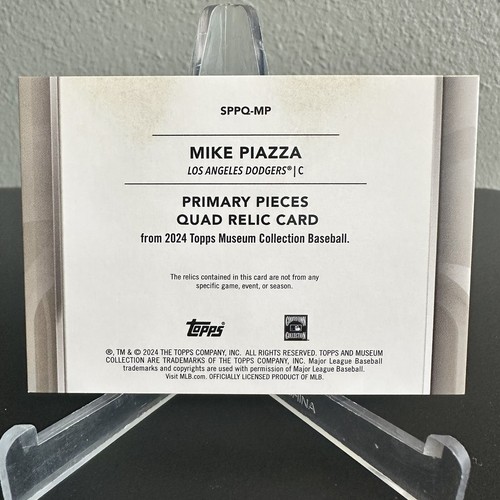 SPPQ-MP
MIKE PIAZZA
LOS ANGELES DODGERS® | C
PRIMARY PIECES
QUAD RELIC CARD
from 2024 Topps Museum Collection Baseball.
The relics contained in this card are not from any
specific game, event, or season.
Topps®
®, TM & © 2024 THE TOPPS COMPANY, INC. ALL RIGHTS RESERVED. TOPPS AND MUSEUM
COLLECTION ARE TRADEMARKS OF THE TOPPS COMPANY, INC. Major League Baseball
trademarks and copyrights are used with permission of Major League Baseball.
Visit MLB.com. OFFICIALLY LICENSED PRODUCT OF MLB.